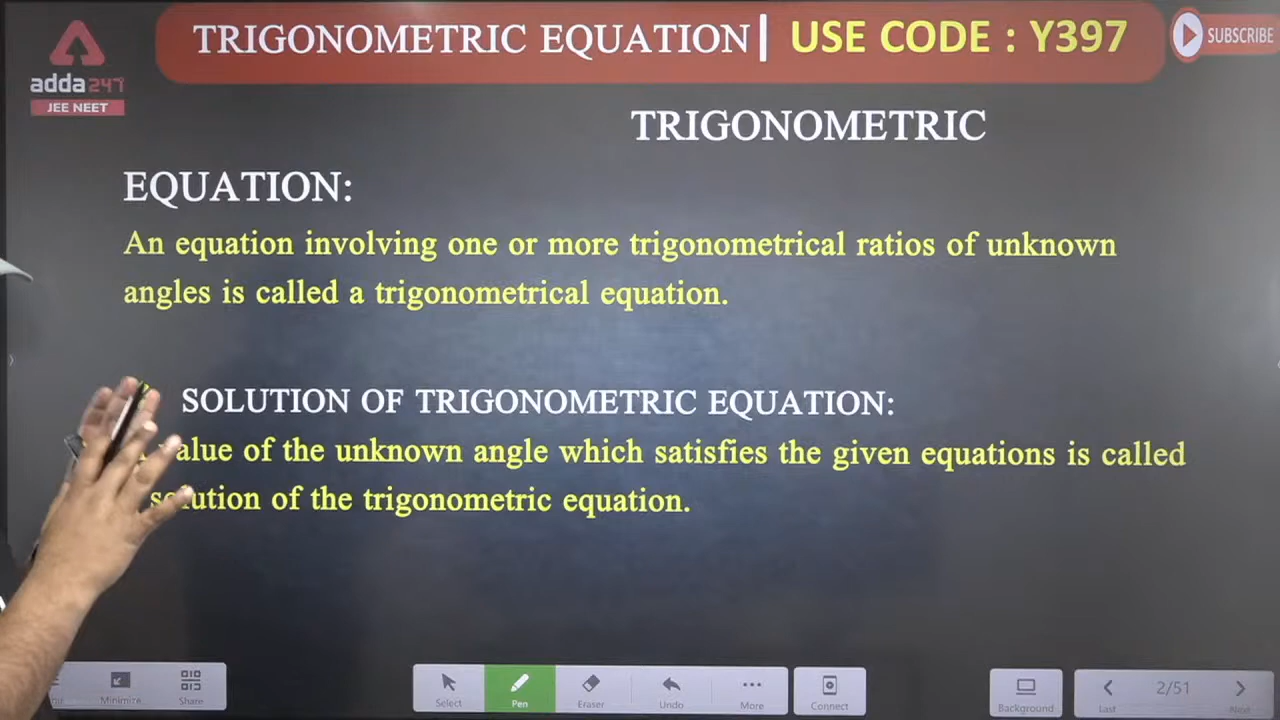 TRIGONOMETRIC EQUATION| USE CODE : Y397
SUBSCRIBE
adda247
JEE NEET
TRIGONOMETRIC
EQUATION:
An equation involving one or more trigonometrical ratios of unknown
angles is called a trigonometrical equation.
SOLUTION OF TRIGONOMETRIC EQUATION:
value of the unknown angle which satisfies the given equations is called
solution of the trigonometric equation.
Minimize
Share
Select
Pen
Eraser
Undo
More
Connect
Background
Last
2/51
Next